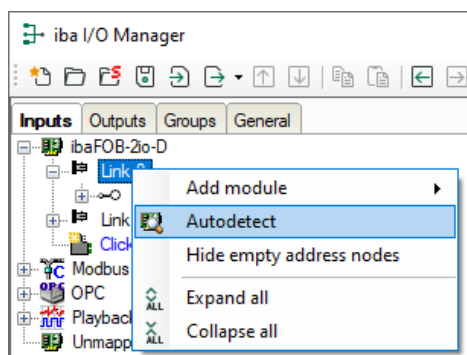 iba I/O Manager
Inputs Outputs Groups General
ibaFOB-2io-D
Link
Add module
Link
Autodetect
Click
Hide empty address nodes
Modbus
OPC
Expand all
Playback
Collapse all
Unmapp